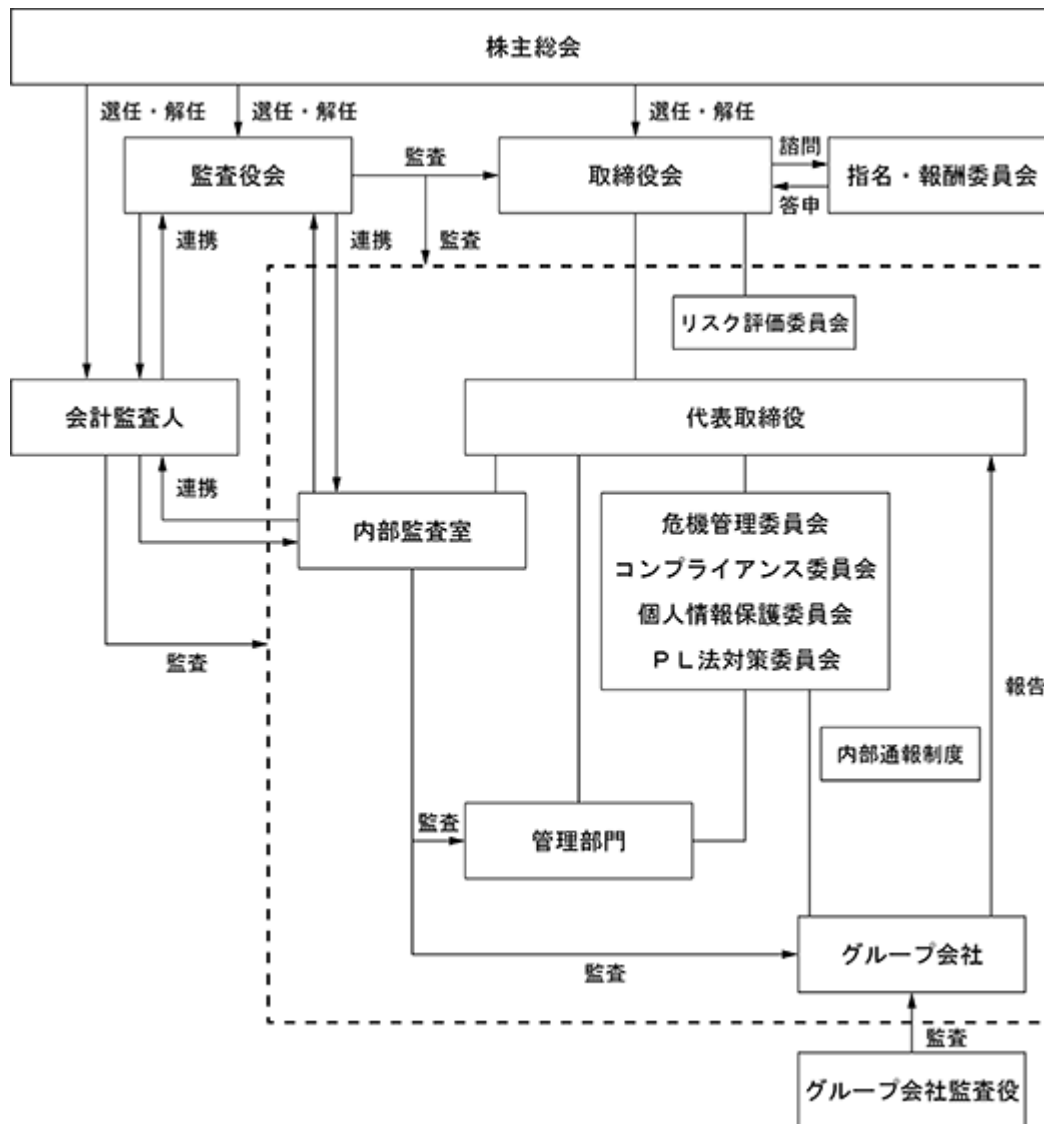 株主総会
選任・解任
選任・解任
選任・解任
監査役会
監査
取締役会
諮問
答申
指名・報酬委員会
連携
連携
監査
リスク評価委員会
会計監査人
代表取締役
連携
内部監査室
危機管理委員会
コンプライアンス委員会
個人情報保護委員会
PL法対策委員会
監査
報告
内部通報制度
監査
管理部門
グループ会社
監査
監査
グループ会社監査役